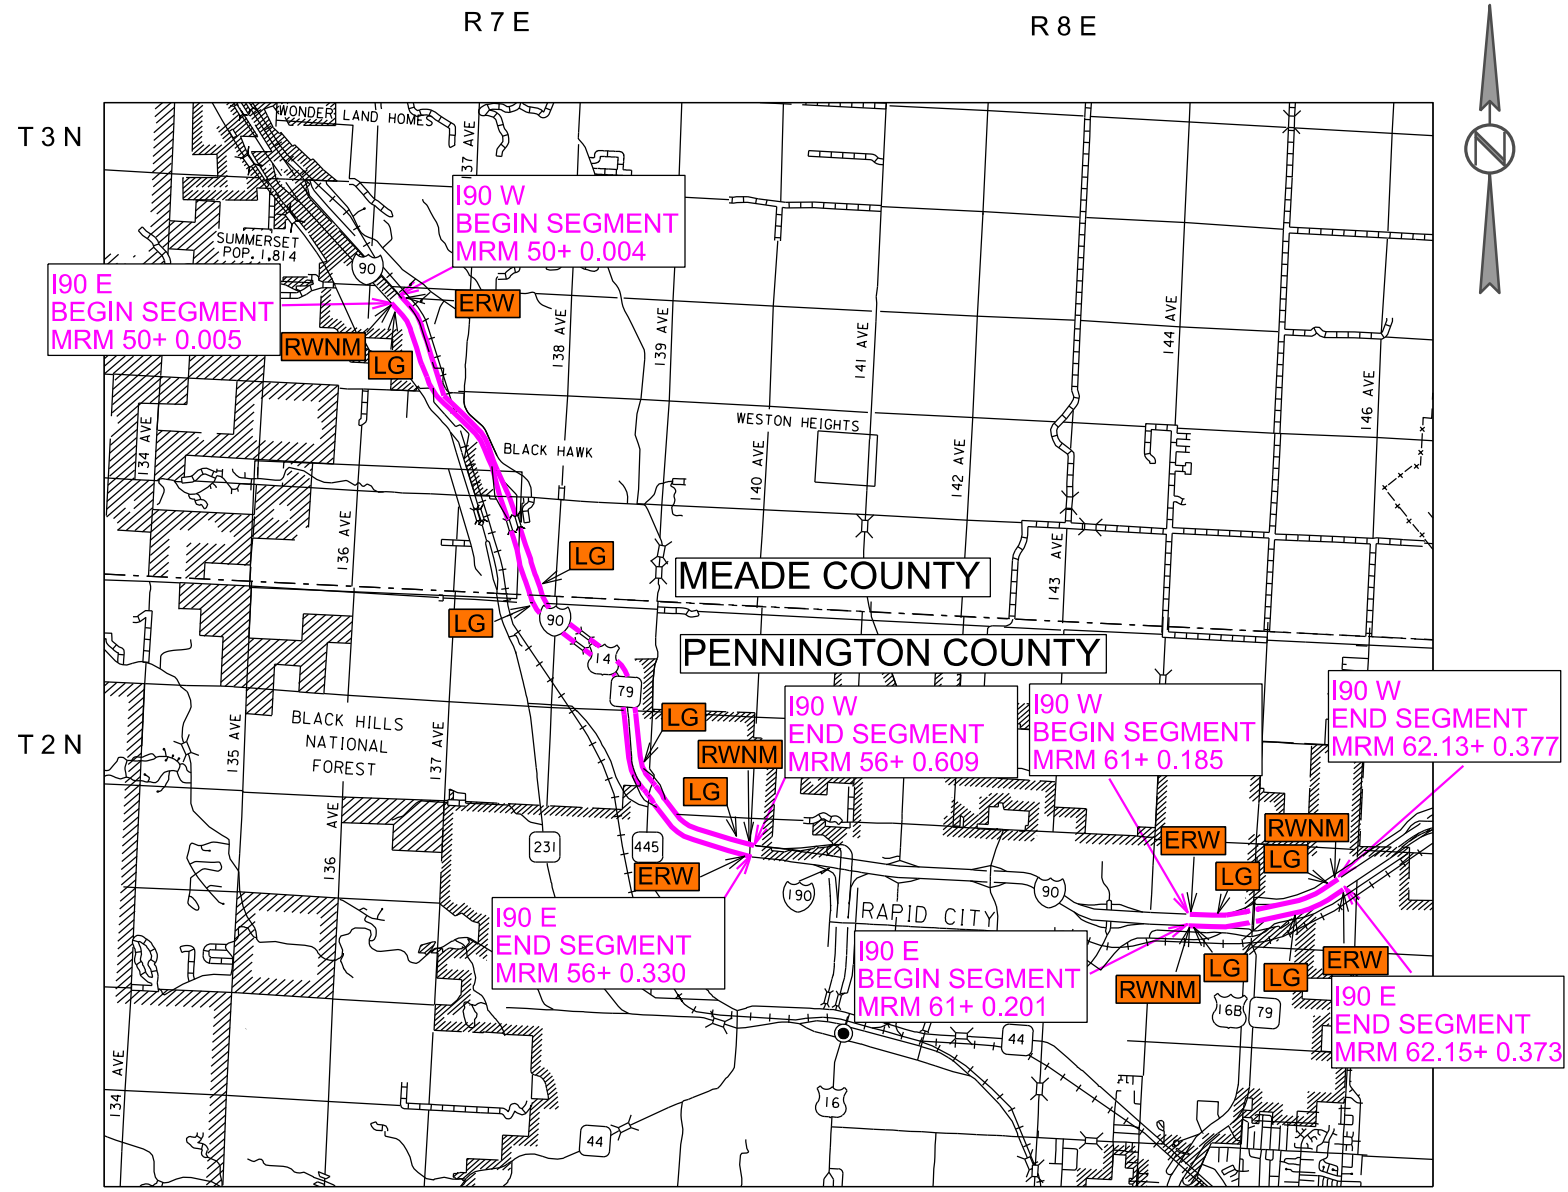 R 7 E
R 8 E
T 3 N
WONDER LAND HOMES
137 AVE
N
I90 W
BEGIN SEGMENT
MRM 50+ 0.004
SUMMERSET
POP. 1,814
90
I90 E
BEGIN SEGMENT
MRM 50+ 0.005
ERW
RWNM
LG
138 AVE
139 AVE
141 AVE
144 AVE
146 AVE
134 AVE
WESTON HEIGHTS
BLACK HAWK
140 AVE
142 AVE
136 AVE
143 AVE
LG
MEADE COUNTY
LG
90
14
PENNINGTON COUNTY
79
I90 W
END SEGMENT
MRM 56+ 0.609
I90 W
BEGIN SEGMENT
MRM 61+ 0.185
I90 W
END SEGMENT
MRM 62.13+ 0.377
T 2 N
BLACK HILLS
NATIONAL
FOREST
135 AVE
137 AVE
LG
RWNM
LG
136 AVE
231
445
ERW
190
90
ERW
RWNM
LG
LG
RAPID CITY
I90 E
END SEGMENT
MRM 56+ 0.330
I90 E
BEGIN SEGMENT
MRM 61+ 0.201
RWNM
LG
LG
ERW
I90 E
END SEGMENT
MRM 62.15+ 0.373
16B
79
44
134 AVE
16
44